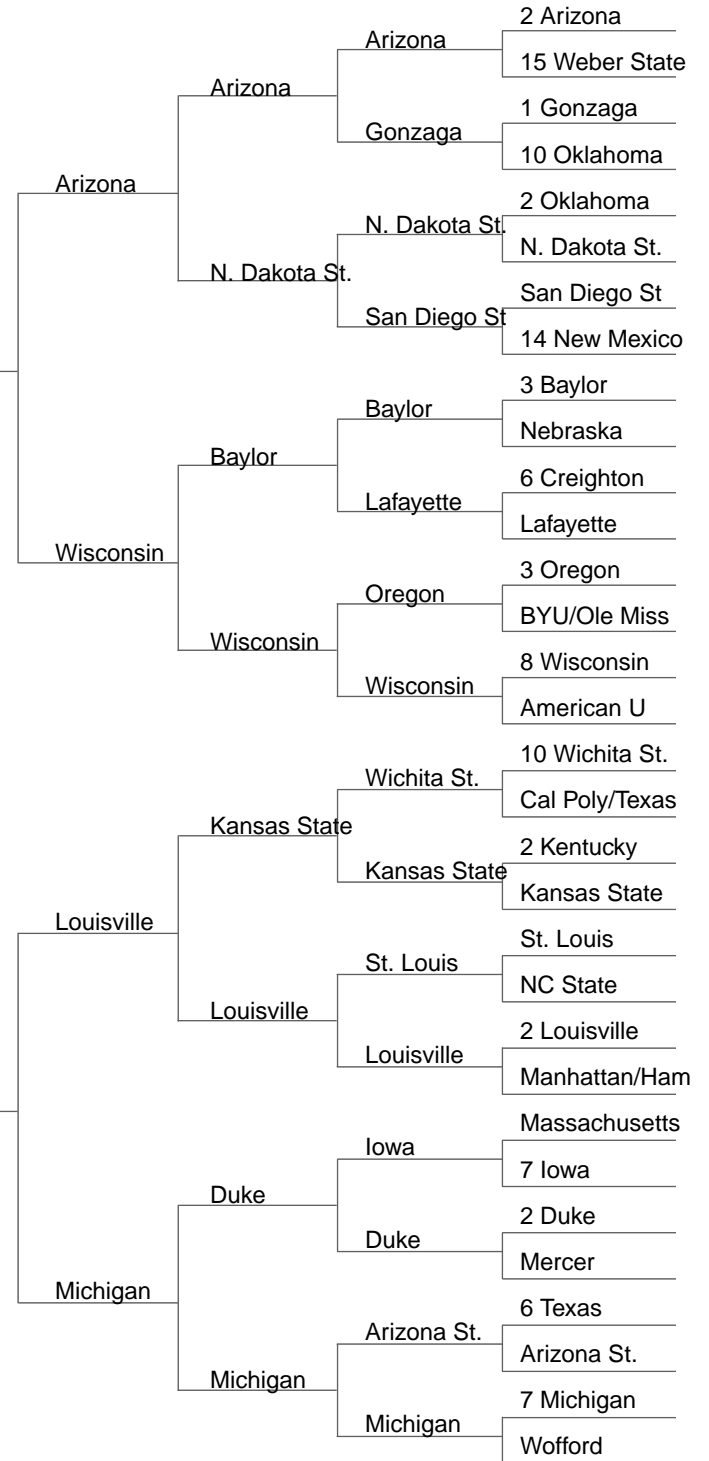 2 Arizona
Arizona
15 Weber State
Arizona
1 Gonzaga
Gonzaga
10 Oklahoma
Arizona
2 Oklahoma
N. Dakota St.
N. Dakota St.
N. Dakota St.
San Diego St
San Diego St
14 New Mexico
3 Baylor
Baylor
Nebraska
Baylor
6 Creighton
Lafayette
Lafayette
Wisconsin
3 Oregon
Oregon
BYU/Ole Miss
Wisconsin
8 Wisconsin
Wisconsin
American U
10 Wichita St.
Wichita St.
Cal Poly/Texas
Kansas State
2 Kentucky
Kansas State
Kansas State
Louisville
St. Louis
St. Louis
NC State
Louisville
2 Louisville
Louisville
Manhattan/Ham
Massachusetts
Iowa
7 Iowa
Duke
2 Duke
Duke
Mercer
Michigan
6 Texas
Arizona St.
Arizona St.
Michigan
7 Michigan
Michigan
Wofford